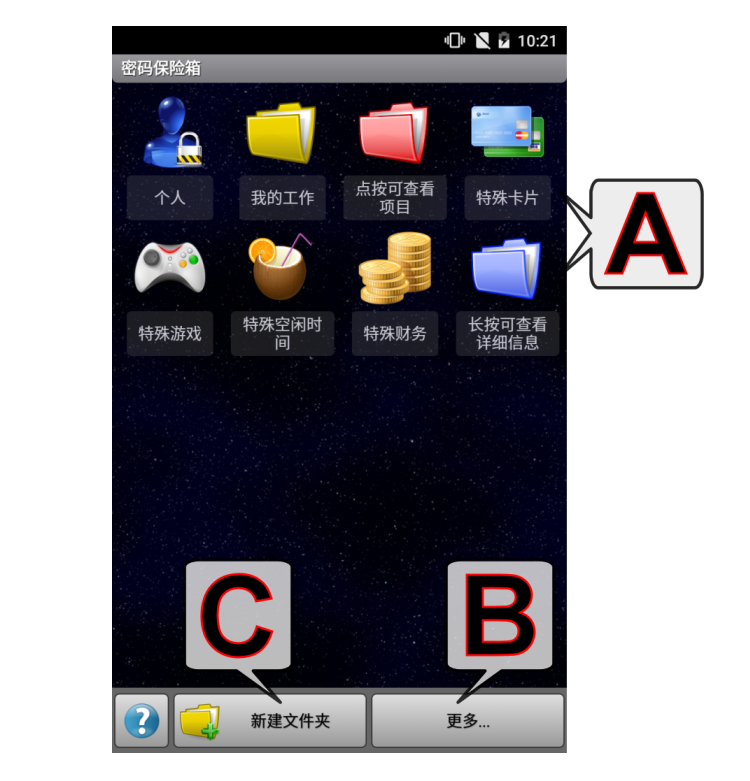 10:21
密码保险箱
个人
我的工作
点按可查看
项目
特殊卡片
A
特殊游戏
特殊空闲时
间
特殊财务
长按可查看
详细信息
C
B
?
新建文件夹
更多...